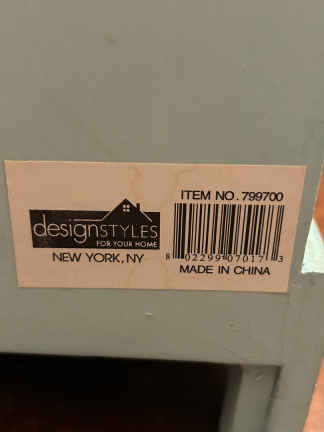 designSTYLES
FOR YOUR HOME
NEW YORK, NY
ITEM NO. 799700
8 02299 07017 3
MADE IN CHINA